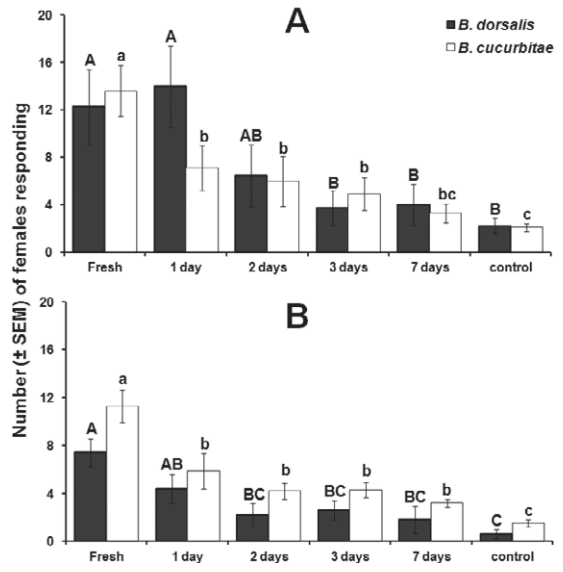 Number (± SEM) of females responding
A
B. dorsalis
B. cucurbitae
20
16
12
8
4
0
A a A b AB b B b B bc B c
Fresh 1 day 2 days 3 days 7 days control
B
20
16
12
8
4
0
A a AB b BC b BC b BC b C c
Fresh 1 day 2 days 3 days 7 days control